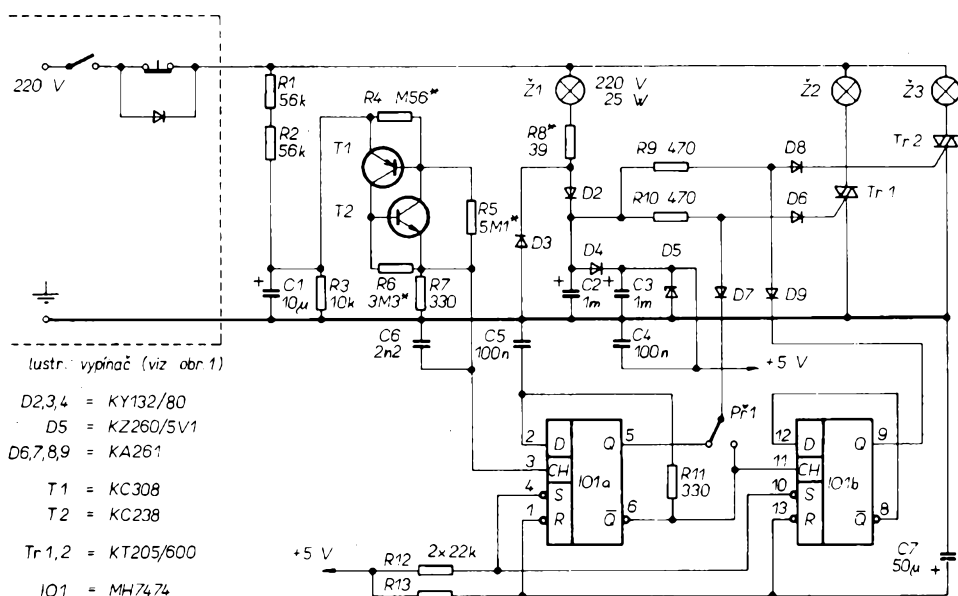 220 V
R1
56k
R2
56k
R4 M56*
T1
T2
R5
5M1*
R6
3M3*
R7
330
C1
10µ
R3
10k
+
Ž1
220 V
25 W
R8*
39
D2
D3
R9 470
R10 470
D4
D5
C2
1m
+
C3
1m
+
D7
D9
D8
D6
Ž2
Ž3
Tr 2
Tr 1
C6
2n2
C5
100n
C4
100n
+5 V
lustr. vypínač (viz obr.1)
D2,3,4 = KY132/80
D5 = KZ260/5V1
D6,7,8,9 = KA261
T1 = KC308
T2 = KC238
Tr 1,2 = KT205/600
IO1 = MH7474
2 D Q 5
3 CH
IO1a
4 S
1 R Q̅ 6
R11
330
Př1
12 D Q 9
11 CH
IO1b
10 S
13 R Q̅ 8
C7
50µ +
+5 V
R12 2x22k
R13